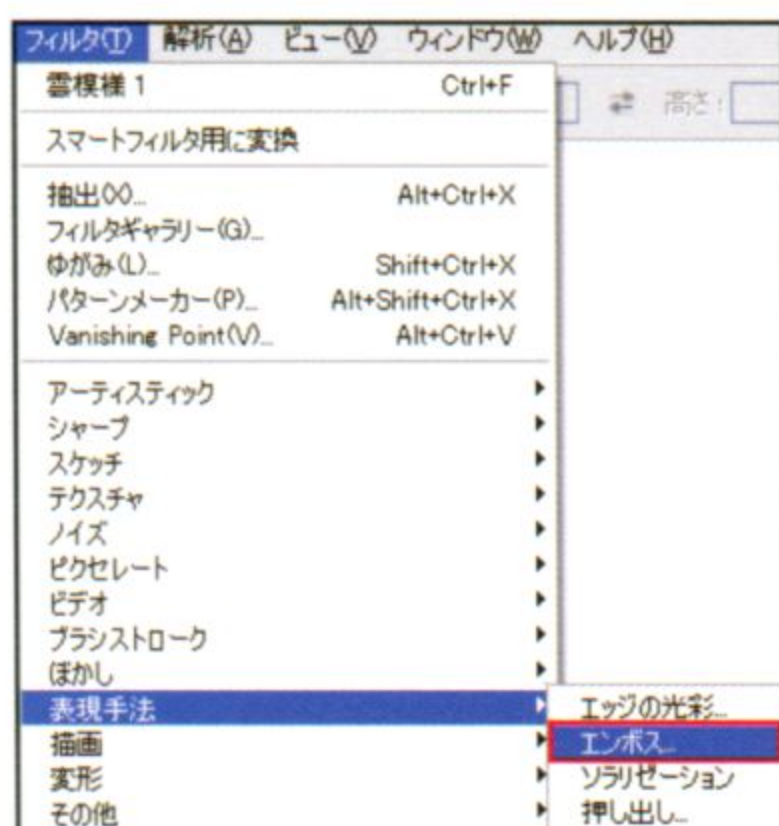 フィルタ(T) 解析(A) ビュー(V) ウィンドウ(W) ヘルプ(H)
雲模様 1 Ctrl+F
高さ:
スマートフィルタ用に変換
抽出(X)... Alt+Ctrl+X
フィルタギャラリー(G)...
ゆがみ(L)... Shift+Ctrl+X
パターンメーカー(P)... Alt+Shift+Ctrl+X
Vanishing Point(V)... Alt+Ctrl+V
アーティスティック
シャープ
スケッチ
テクスチャ
ノイズ
ピクセレート
ビデオ
ブラシストローク
ぼかし
表現手法 エッジの光彩...
描画 エンボス...
変形 ソラリゼーション
その他 押し出し...